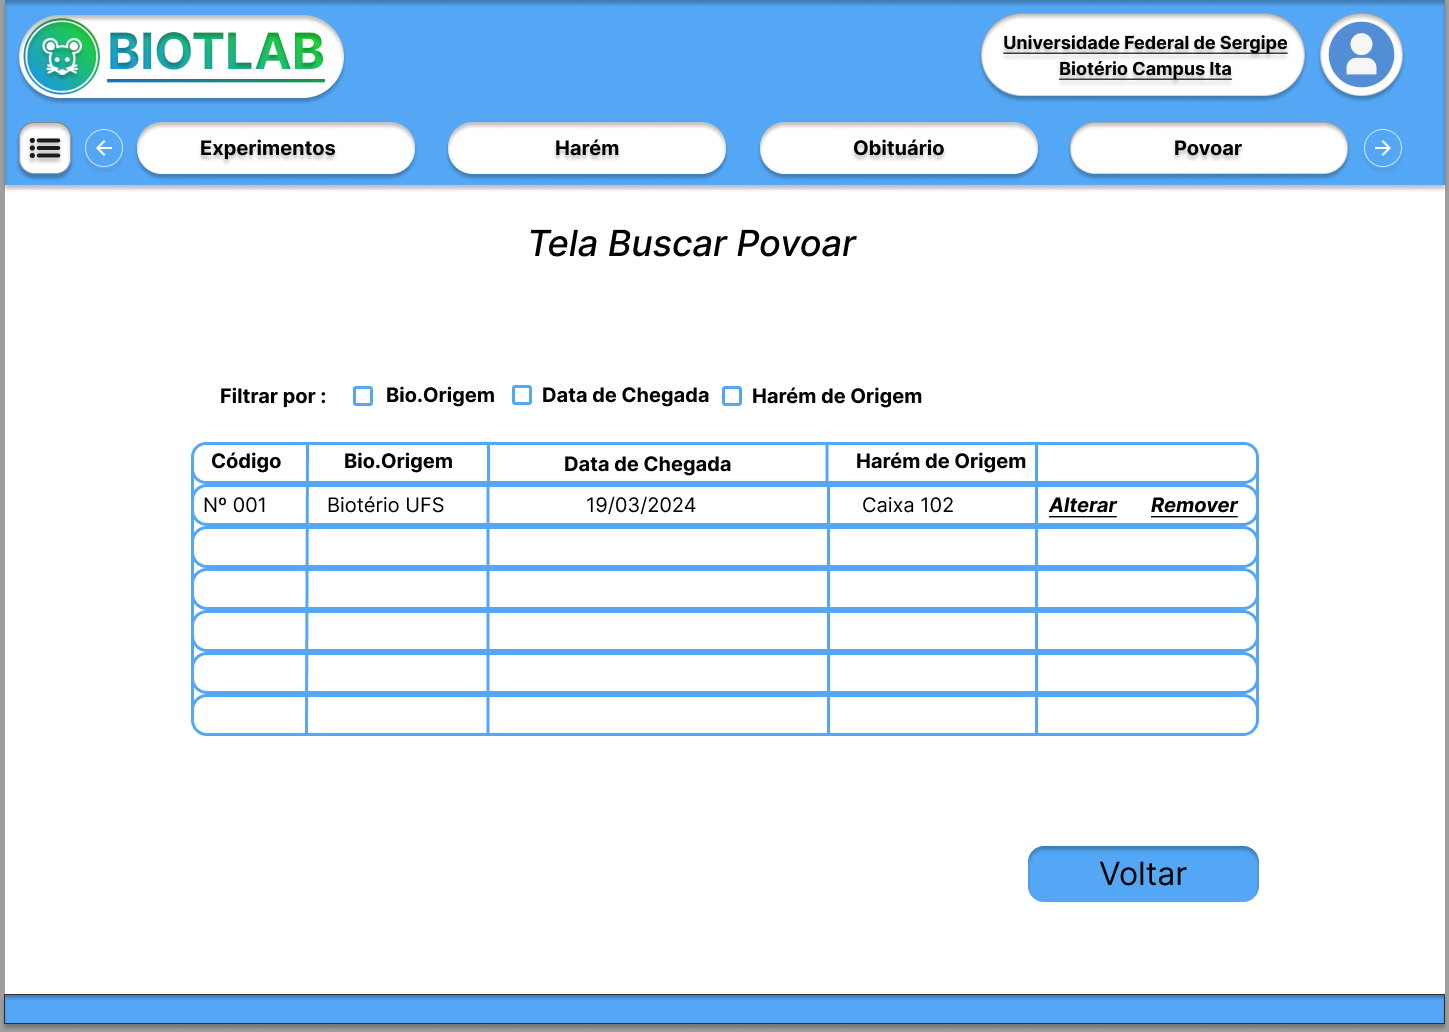 BIOTLAB
Universidade Federal de Sergipe
Biotério Campus Ita
Experimentos Harém Obituário Povoar
Tela Buscar Povoar
Filtrar por : Bio.Origem Data de Chegada Harém de Origem
Código Bio.Origem Data de Chegada Harém de Origem
Nº 001 Biotério UFS 19/03/2024 Caixa 102 Alterar Remover
Voltar